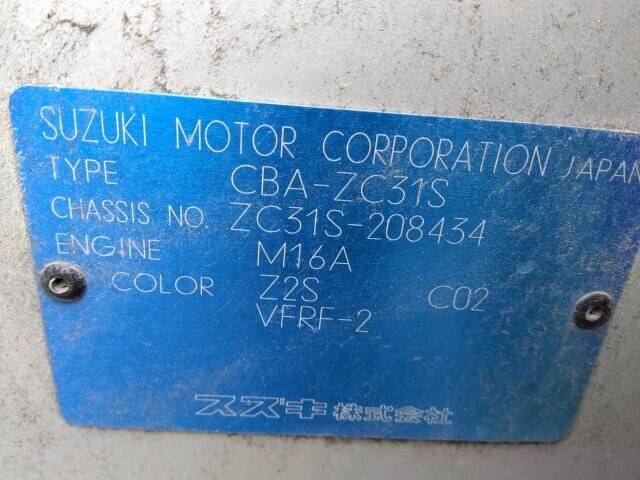 SUZUKI MOTOR CORPORATION JAPAN
TYPE CBA-ZC31S
CHASSIS NO. ZC31S-208434
ENGINE M16A
COLOR Z2S C02
VFRF-2
スズキ株式会社